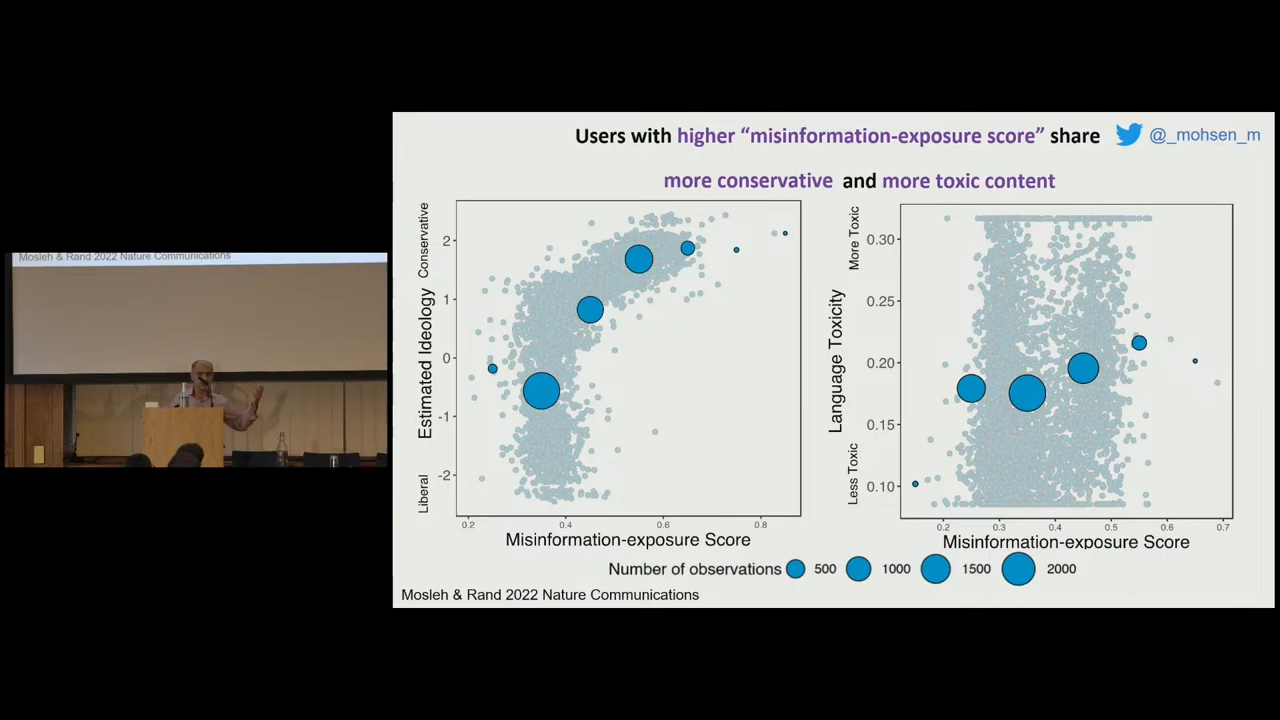 Mosleh & Rand 2022 Nature Communications
Users with higher “misinformation-exposure score” share
@_mohsen_m
more conservative and more toxic content
Conservative
Estimated Ideology
Liberal
2
1
0
-1
-2
0.2 0.4 0.6 0.8
Misinformation-exposure Score
More Toxic
Language Toxicity
Less Toxic
0.30
0.25
0.20
0.15
0.10
0.2 0.3 0.4 0.5 0.6 0.7
Misinformation-exposure Score
Number of observations 500 1000 1500 2000
Mosleh & Rand 2022 Nature Communications